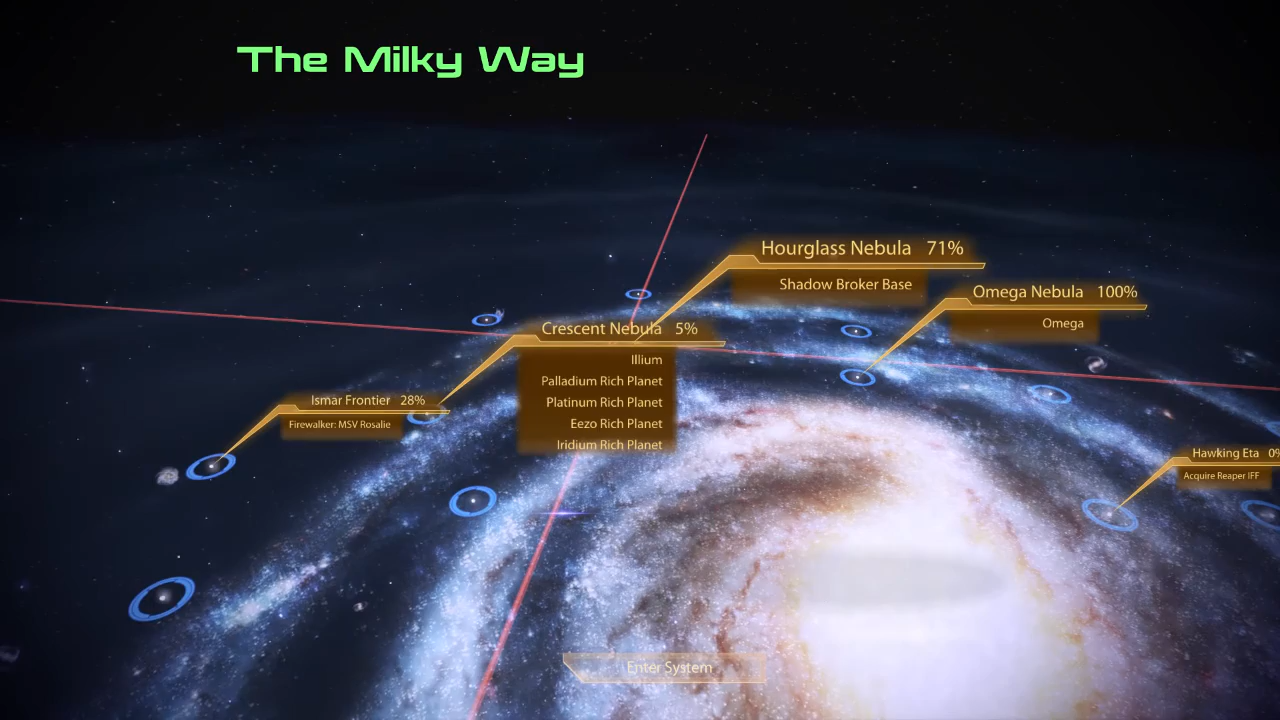 The Milky Way
Hourglass Nebula 71%
Shadow Broker Base
Omega Nebula 100%
Omega
Crescent Nebula 5%
Illium
Palladium Rich Planet
Platinum Rich Planet
Eezo Rich Planet
Iridium Rich Planet
Ismar Frontier 28%
Firewalker: MSV Rosalie
Hawking Eta 0%
Acquire Reaper IFF
Enter System